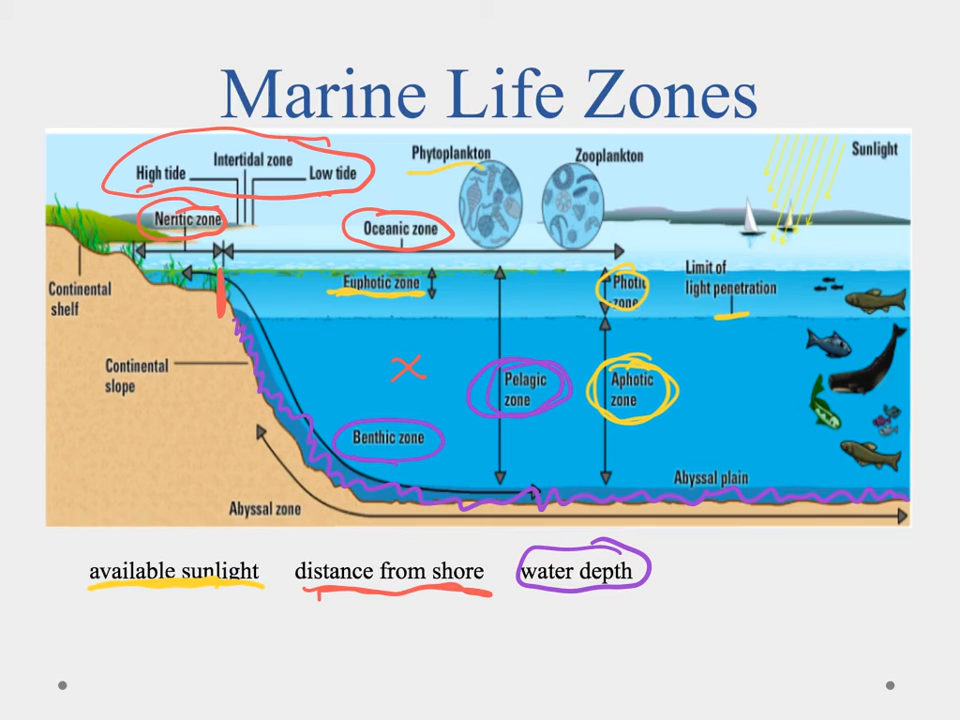 Marine Life Zones
Phytoplankton
Zooplankton
Sunlight
Intertidal zone
High tide
Low tide
Neritic zone
Oceanic zone
Continental
shelf
Euphotic zone
Photic
zone
Limit of
light penetration
Continental
slope
Pelagic
zone
Aphotic
zone
Benthic zone
Abyssal plain
Abyssal zone
available sunlight distance from shore water depth